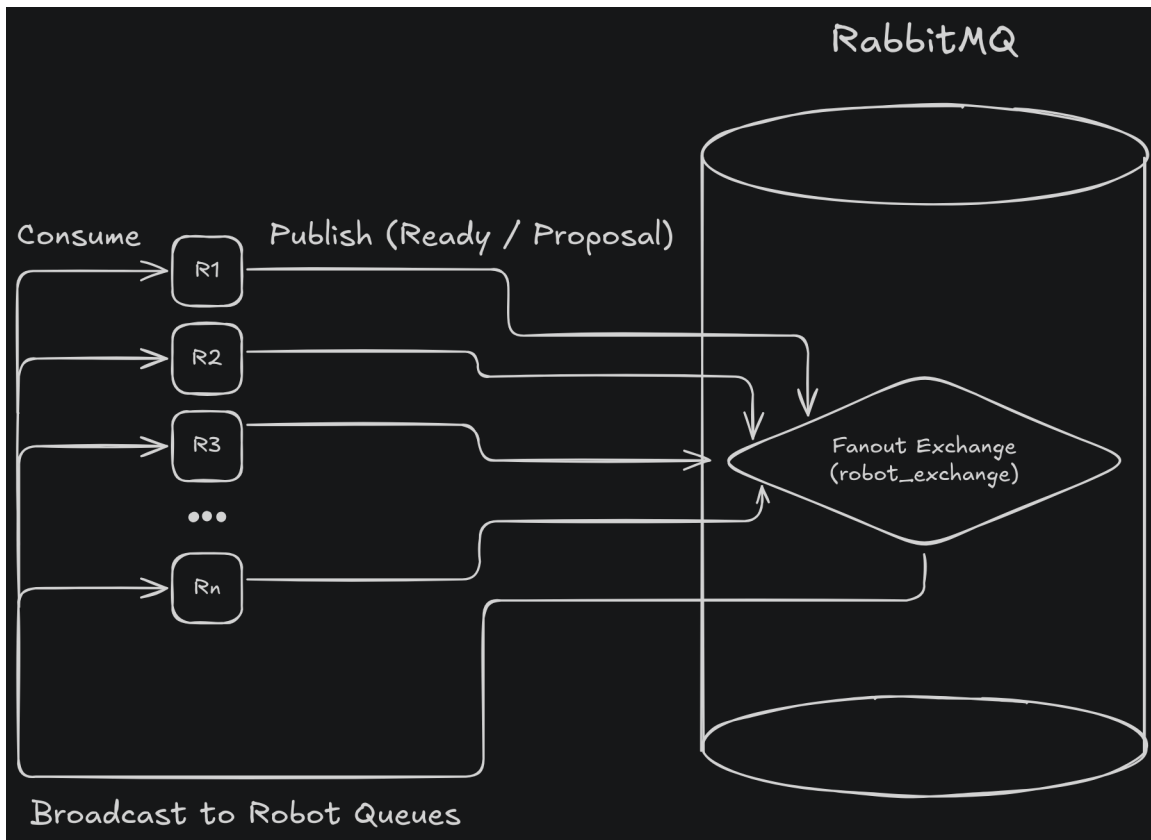 RabbitMQ
Consume
Publish (Ready / Proposal)
R1
R2
R3
Rn
Fanout Exchange
(robot_exchange)
Broadcast to Robot Queues